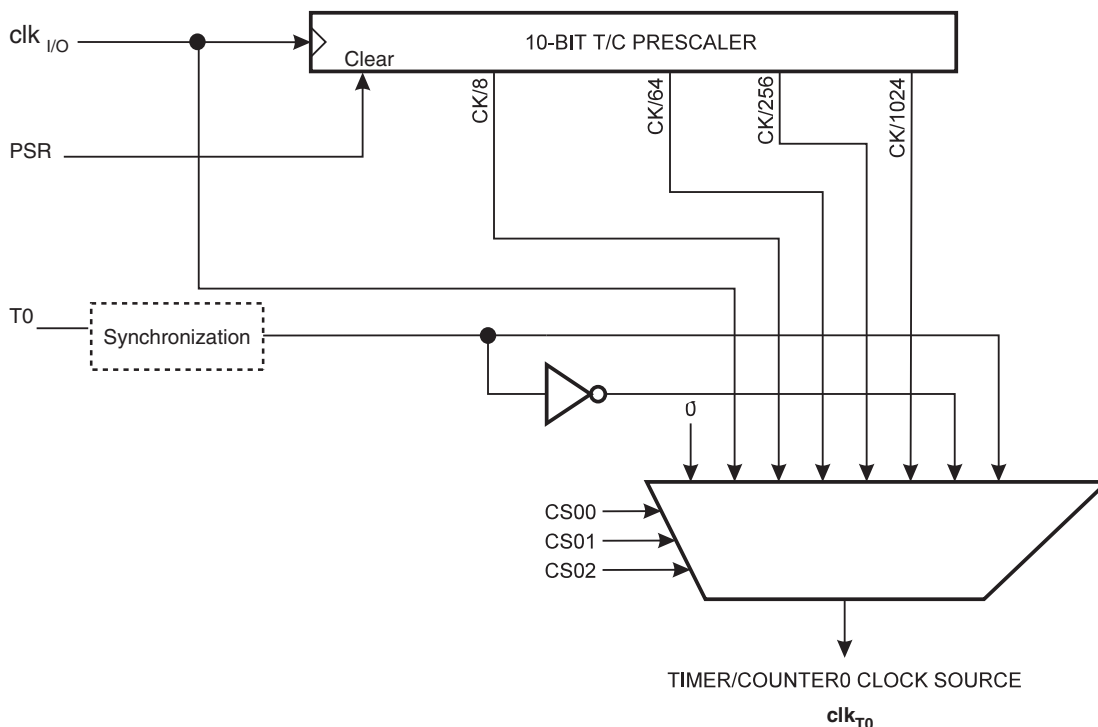 clk I/O
10-BIT T/C PRESCALER
Clear
CK/8
CK/64
CK/256
CK/1024
PSR
T0
Synchronization
0
CS00
CS01
CS02
TIMER/COUNTER0 CLOCK SOURCE
clkT0